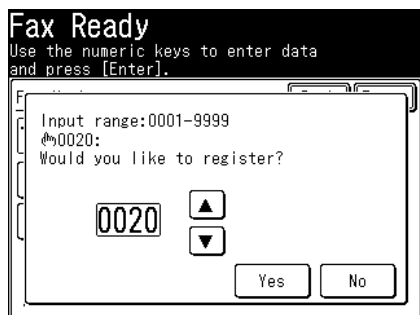 Fax Ready
Use the numeric keys to enter data
and press [Enter].
Input range:0001-9999
0020:
Would you like to register?
0020
▲
▼
Yes No